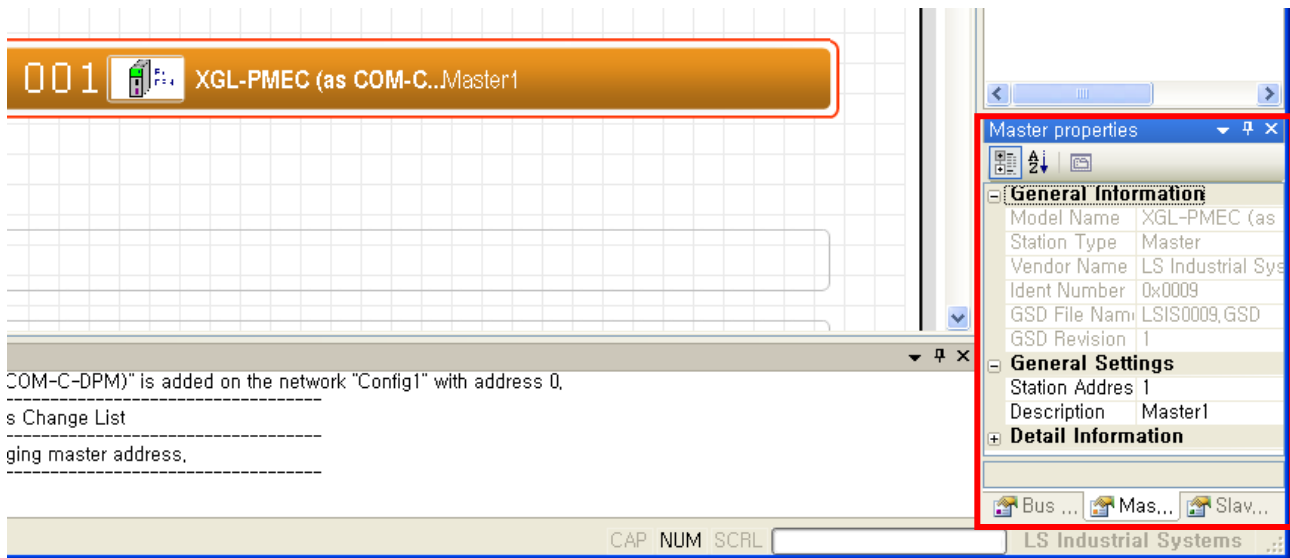 001 XGL-PMEC (as COM-C...Master1
COM-C-DPM)" is added on the network "Config1" with address 0,
s Change List
ging master address,
Master properties
General Information
Model Name XGL-PMEC (as
Station Type Master
Vendor Name LS Industrial Sys
Ident Number 0x0009
GSD File Nam LSIS0009,GSD
GSD Revision 1
General Settings
Station Addres 1
Description Master1
Detail Information
Bus ... Mas... Slav...
CAP NUM SCRL LS Industrial Systems